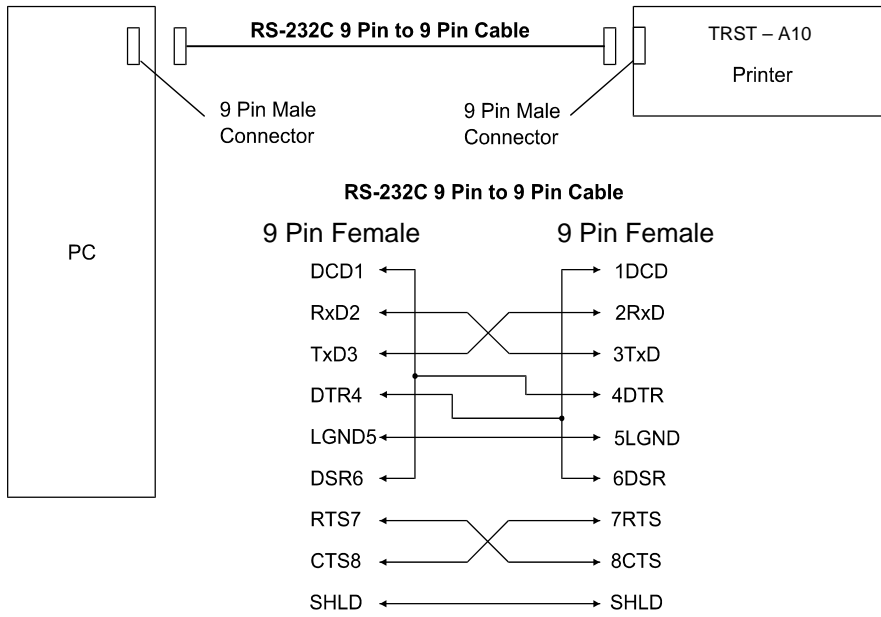 RS-232C 9 Pin to 9 Pin Cable
TRST – A10
Printer
9 Pin Male
Connector
9 Pin Male
Connector
PC
RS-232C 9 Pin to 9 Pin Cable
9 Pin Female 9 Pin Female
DCD1 1DCD
RxD2 2RxD
TxD3 3TxD
DTR4 4DTR
LGND5 5LGND
DSR6 6DSR
RTS7 7RTS
CTS8 8CTS
SHLD SHLD